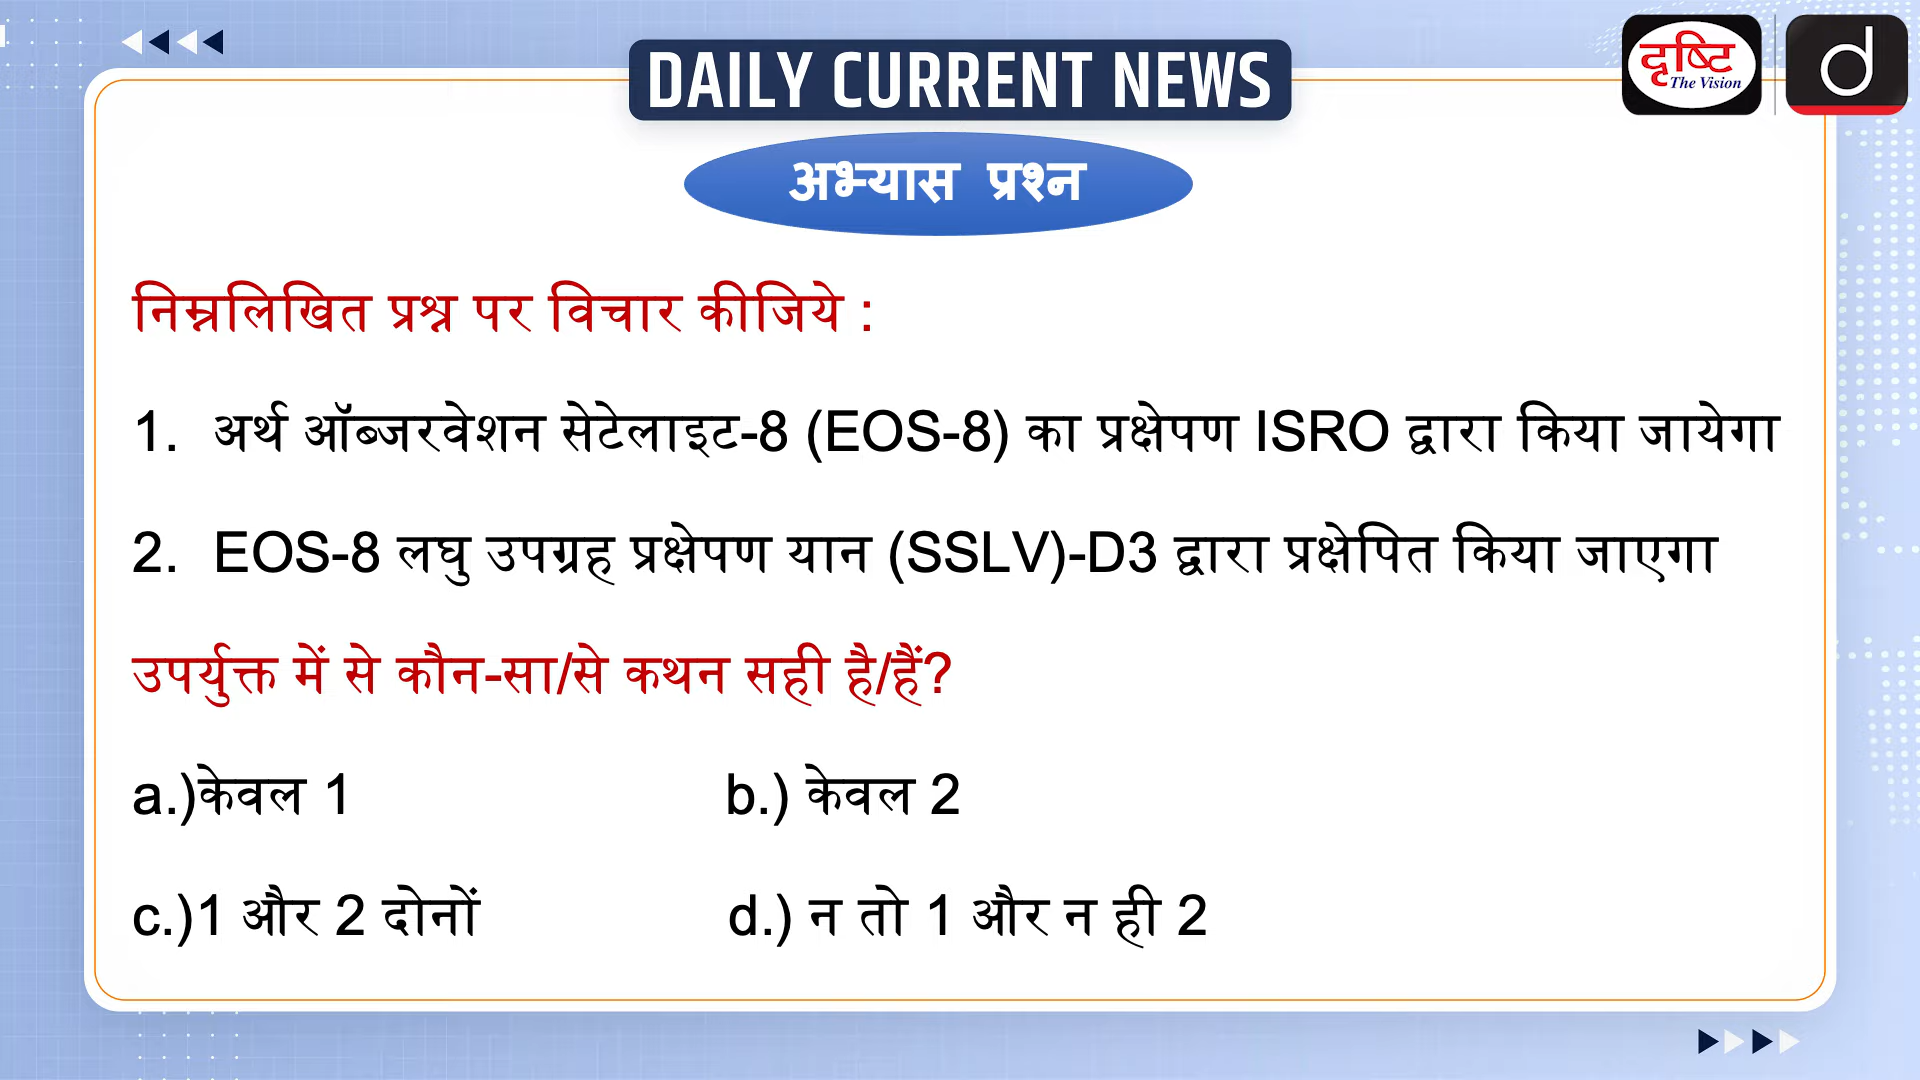 DAILY CURRENT NEWS
दृष्टि
The Vision
d
अभ्यास प्रश्न
निम्नलिखित प्रश्न पर विचार कीजिये :
1. अर्थ ऑब्जरवेशन सेटेलाइट-8 (EOS-8) का प्रक्षेपण ISRO द्वारा किया जायेगा
2. EOS-8 लघु उपग्रह प्रक्षेपण यान (SSLV)-D3 द्वारा प्रक्षेपित किया जाएगा
उपर्युक्त में से कौन-सा/से कथन सही है/हैं?
a.)केवल 1 b.) केवल 2
c.)1 और 2 दोनों d.) न तो 1 और न ही 2